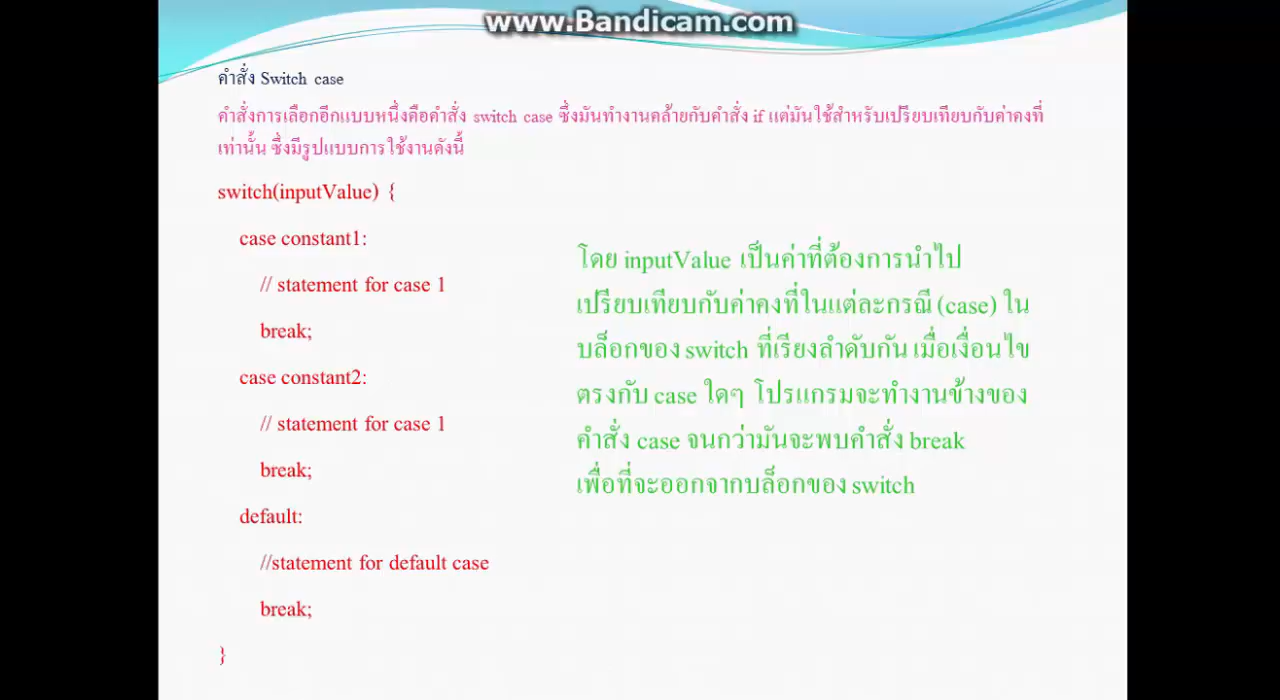 www.Bandicam.com
คำสั่ง Switch case
คำสั่งการเลือกอีกแบบหนึ่งคือคำสั่ง switch case ซึ่งมันทำงานคล้ายกับคำสั่ง if แต่มันใช้สำหรับเปรียบเทียบกับค่าคงที่
เท่านั้น ซึ่งมีรูปแบบการใช้งานดังนี้
switch(inputValue) {
case constant1:
// statement for case 1
break;
case constant2:
// statement for case 1
break;
default:
//statement for default case
break;
}
โดย inputValue เป็นค่าที่ต้องการนำไป
เปรียบเทียบกับค่าคงที่ในแต่ละกรณี (case) ใน
บล็อกของ switch ที่เรียงลำดับกัน เมื่อเงื่อนไข
ตรงกับ case ใดๆ โปรแกรมจะทำงานข้างของ
คำสั่ง case จนกว่ามันจะพบคำสั่ง break
เพื่อที่จะออกจากบล็อกของ switch